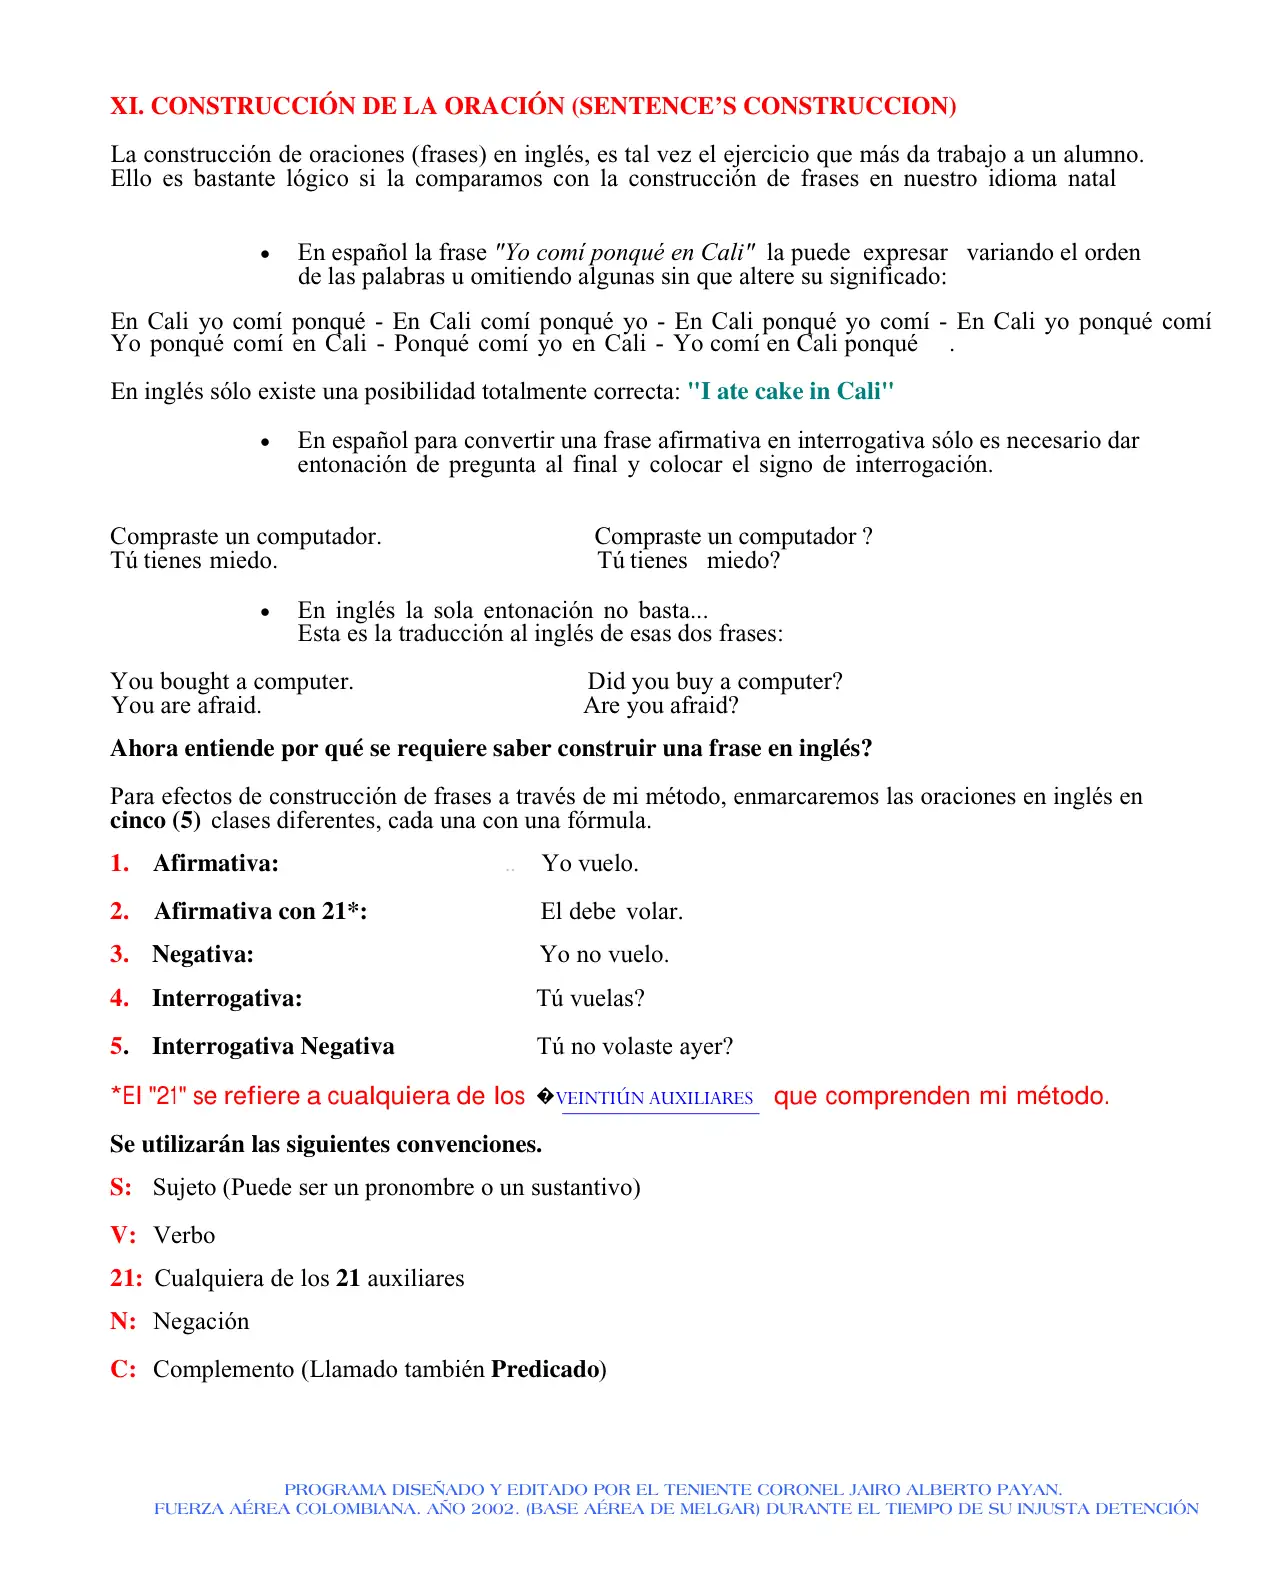 XI. CONSTRUCCIÓN DE LA ORACIÓN (SENTENCE’S CONSTRUCCION)
La construcción de oraciones (frases) en inglés, es tal vez el ejercicio que más da trabajo a un alumno.
Ello es bastante lógico si la comparamos con la construcción de frases en nuestro idioma natal
• En español la frase "Yo comí ponqué en Cali" la puede expresar variando el orden
de las palabras u omitiendo algunas sin que altere su significado:
En Cali yo comí ponqué - En Cali comí ponqué yo - En Cali ponqué yo comí - En Cali yo ponqué comí
Yo ponqué comí en Cali - Ponqué comí yo en Cali - Yo comí en Cali ponqué .
En inglés sólo existe una posibilidad totalmente correcta: "I ate cake in Cali"
• En español para convertir una frase afirmativa en interrogativa sólo es necesario dar
entonación de pregunta al final y colocar el signo de interrogación.
Compraste un computador. Compraste un computador ?
Tú tienes miedo. Tú tienes miedo?
• En inglés la sola entonación no basta...
Esta es la traducción al inglés de esas dos frases:
You bought a computer. Did you buy a computer?
You are afraid. Are you afraid?
Ahora entiende por qué se requiere saber construir una frase en inglés?
Para efectos de construcción de frases a través de mi método, enmarcaremos las oraciones en inglés en
cinco (5) clases diferentes, cada una con una fórmula.
1. Afirmativa: .. Yo vuelo.
2. Afirmativa con 21*: El debe volar.
3. Negativa: Yo no vuelo.
4. Interrogativa: Tú vuelas?
5. Interrogativa Negativa Tú no volaste ayer?
*El "21" se refiere a cualquiera de los �VEINTIÚN AUXILIARES que comprenden mi método.
Se utilizarán las siguientes convenciones.
S: Sujeto (Puede ser un pronombre o un sustantivo)
V: Verbo
21: Cualquiera de los 21 auxiliares
N: Negación
C: Complemento (Llamado también Predicado)
PROGRAMA DISEÑADO Y EDITADO POR EL TENIENTE CORONEL JAIRO ALBERTO PAYAN.
FUERZA AÉREA COLOMBIANA. AÑO 2002. (BASE AÉREA DE MELGAR) DURANTE EL TIEMPO DE SU INJUSTA DETENCIÓN